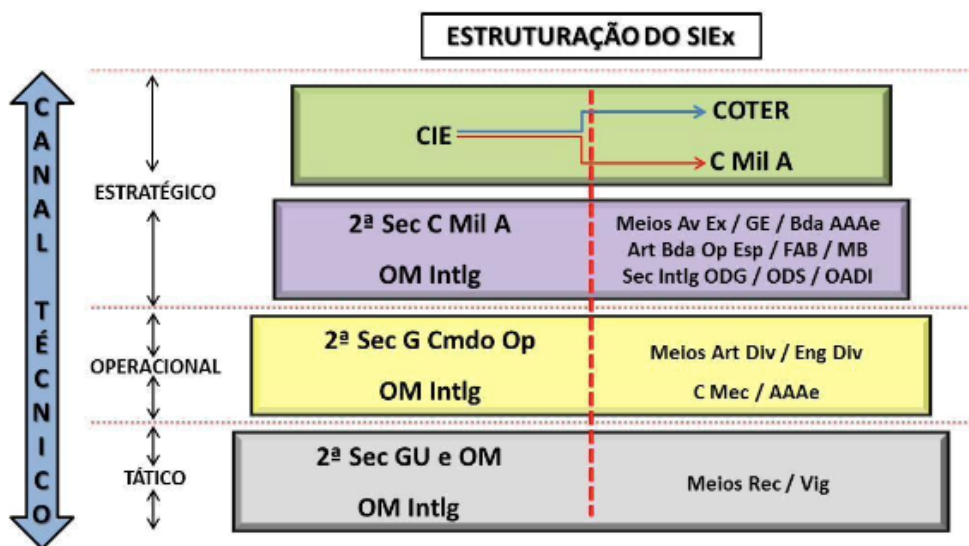 ESTRUTURAÇÃO DO SIEx
CANAL TÉCNICO
ESTRATÉGICO
CIE
COTER
C Mil A
2ª Sec C Mil A
OM Intlg
Meios Av Ex / GE / Bda AAAe
Art Bda Op Esp / FAB / MB
Sec Intlg ODG / ODS / OADI
OPERACIONAL
2ª Sec G Cmdo Op
OM Intlg
Meios Art Div / Eng Div
C Mec / AAAe
TÁTICO
2ª Sec GU e OM
OM Intlg
Meios Rec / Vig